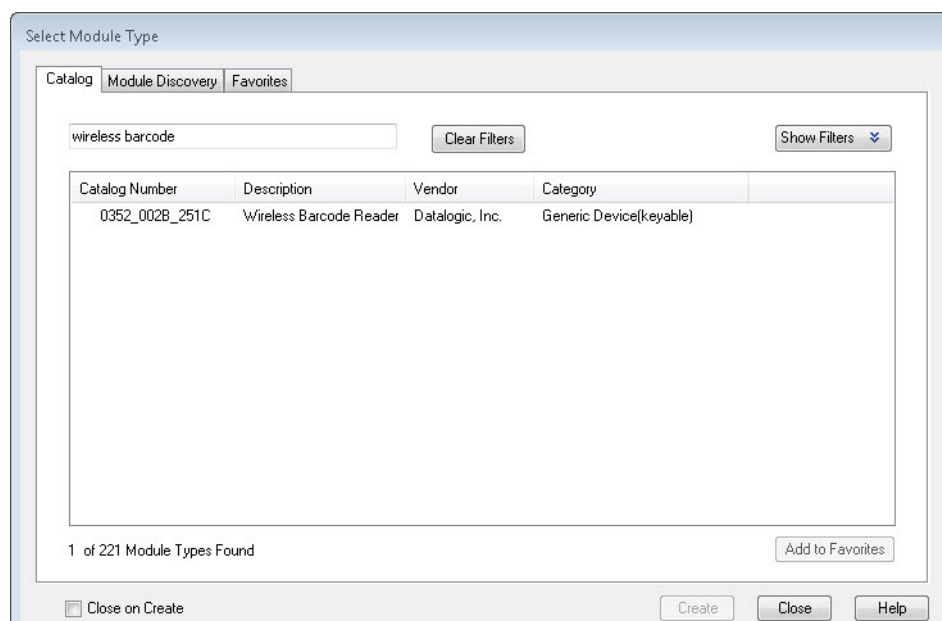 Select Module Type
Catalog Module Discovery Favorites
wireless barcode Clear Filters Show Filters
Catalog Number Description Vendor Category
0352_002B_251C Wireless Barcode Reader Datalogic, Inc. Generic Device(keyable)
1 of 221 Module Types Found Add to Favorites
Close on Create Create Close Help